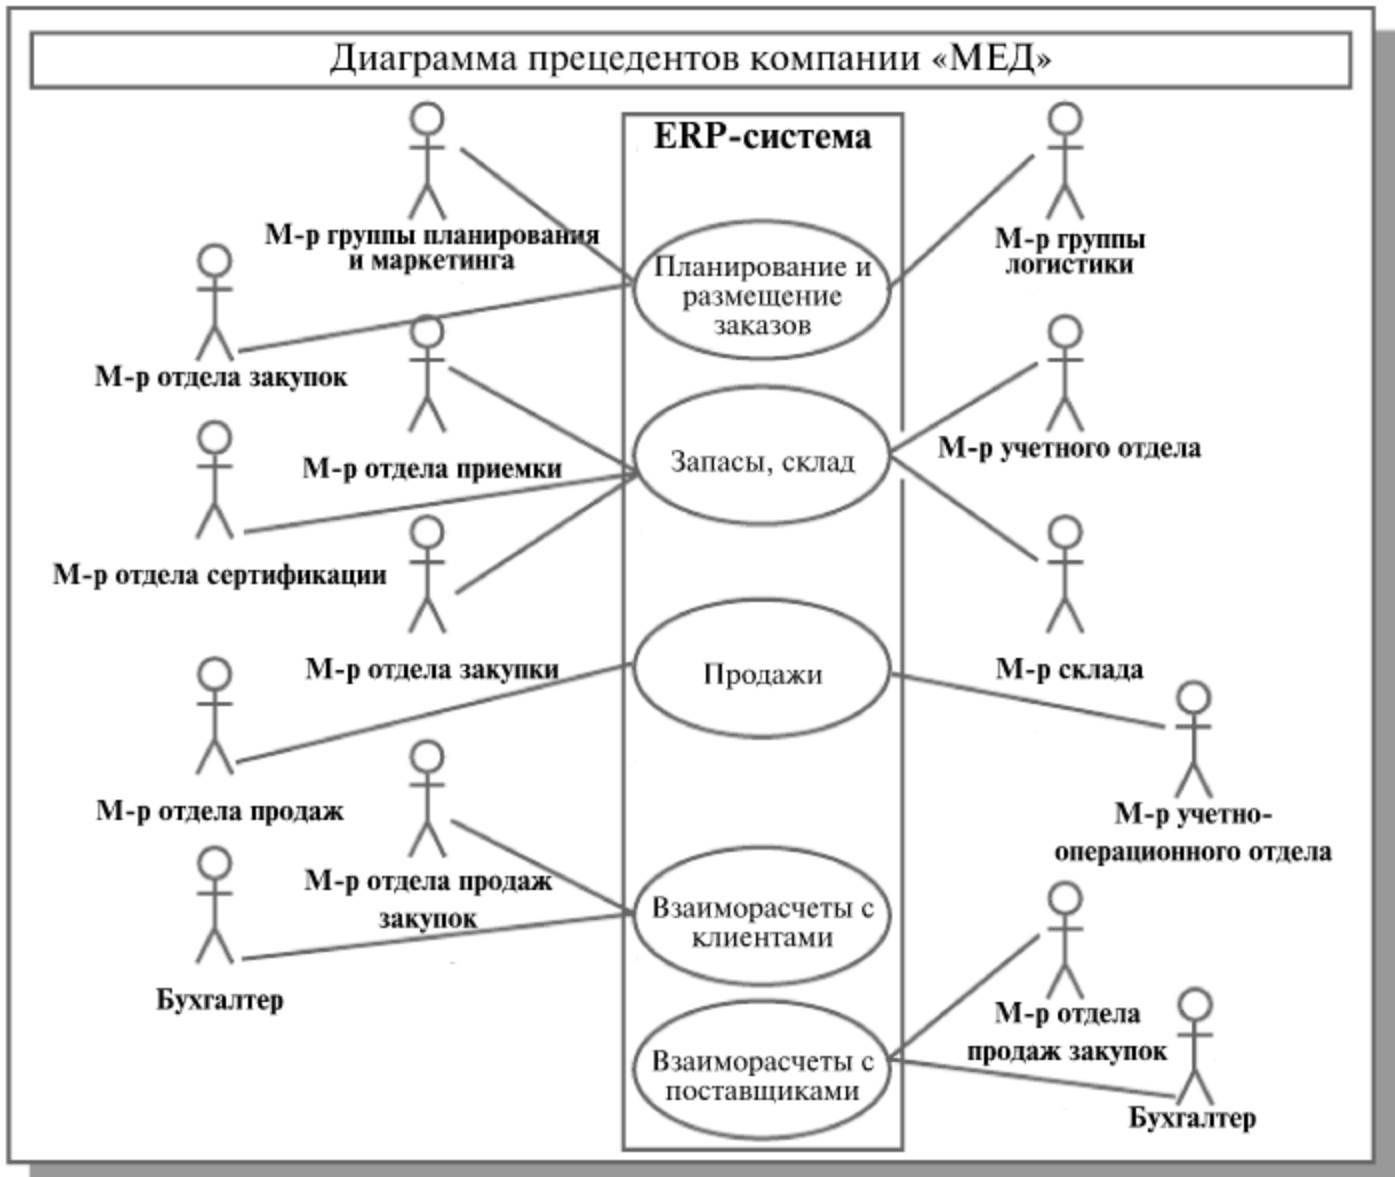 Диаграмма прецедентов компании «МЕД»
ERP-система
М-р группы планирования
и маркетинга
М-р группы
логистики
Планирование и
размещение
заказов
М-р отдела закупок
М-р отдела приемки
Запасы, склад
М-р учетного отдела
М-р отдела сертификации
М-р отдела закупки
Продажи
М-р склада
М-р отдела продаж
М-р учетно-
операционного отдела
М-р отдела продаж
закупок
Взаиморасчеты с
клиентами
Бухгалтер
М-р отдела
продаж закупок
Взаиморасчеты с
поставщиками
Бухгалтер